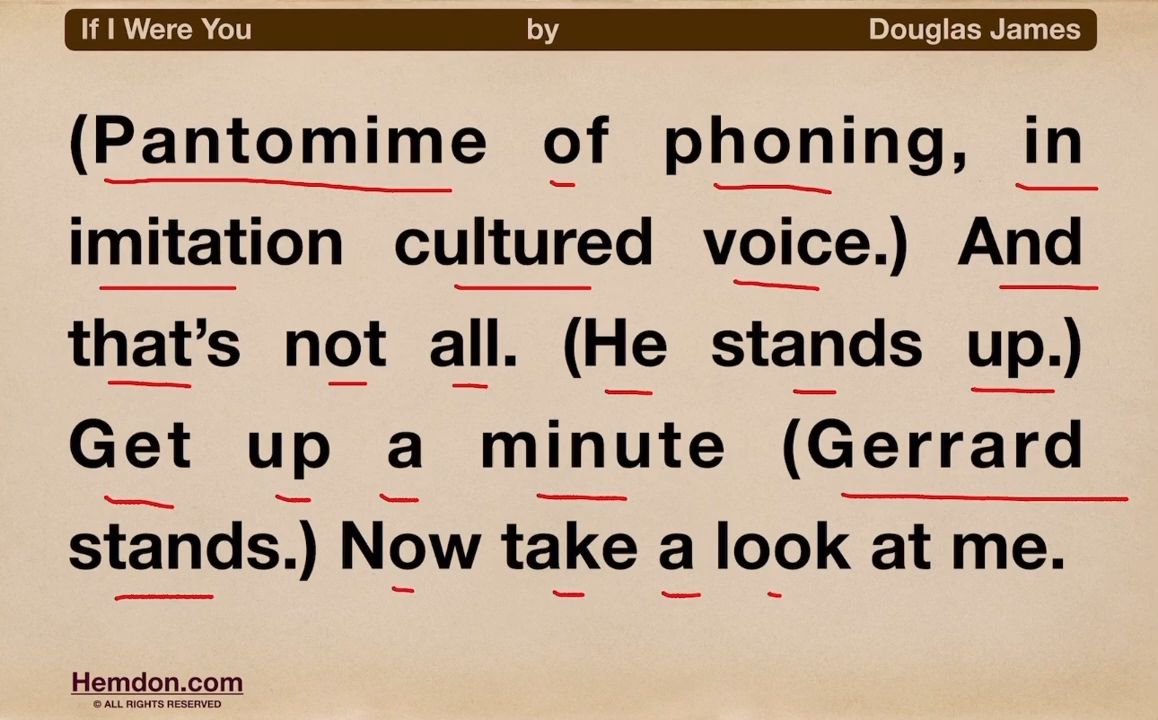 If I Were You by Douglas James
(Pantomime of phoning, in
imitation cultured voice.) And
that’s not all. (He stands up.)
Get up a minute (Gerrard
stands.) Now take a look at me.
Hemdon.com
© ALL RIGHTS RESERVED